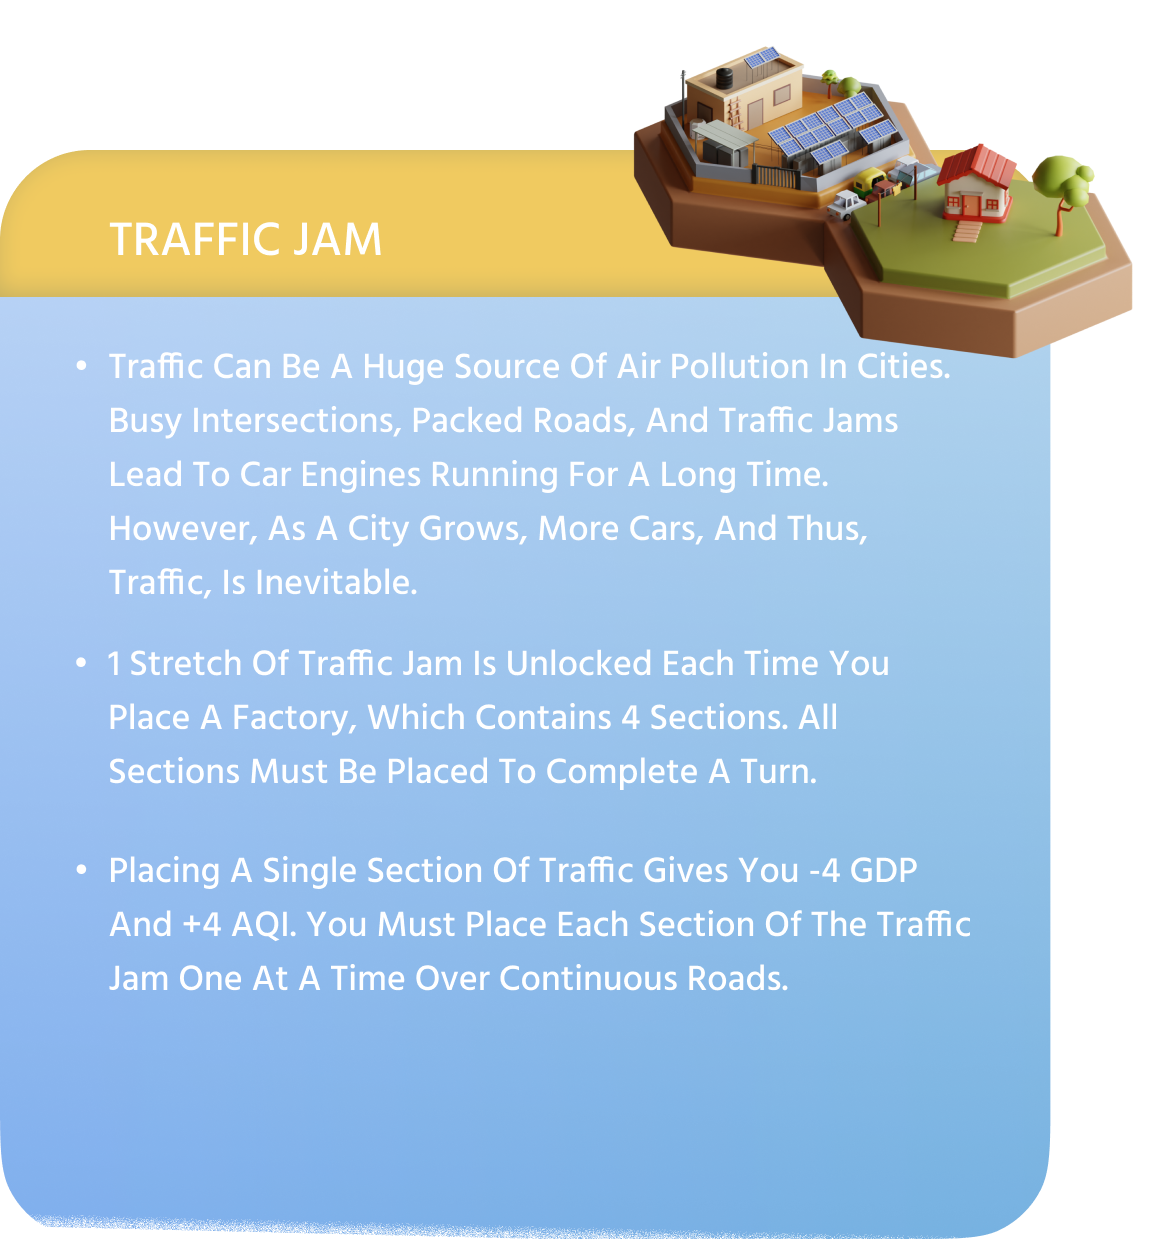 TRAFFIC JAM
• Traffic Can Be A Huge Source Of Air Pollution In Cities.
Busy Intersections, Packed Roads, And Traffic Jams
Lead To Car Engines Running For A Long Time.
However, As A City Grows, More Cars, And Thus,
Traffic, Is Inevitable.
• 1 Stretch Of Traffic Jam Is Unlocked Each Time You
Place A Factory, Which Contains 4 Sections. All
Sections Must Be Placed To Complete A Turn.
• Placing A Single Section Of Traffic Gives You -4 GDP
And +4 AQI. You Must Place Each Section Of The Traffic
Jam One At A Time Over Continuous Roads.